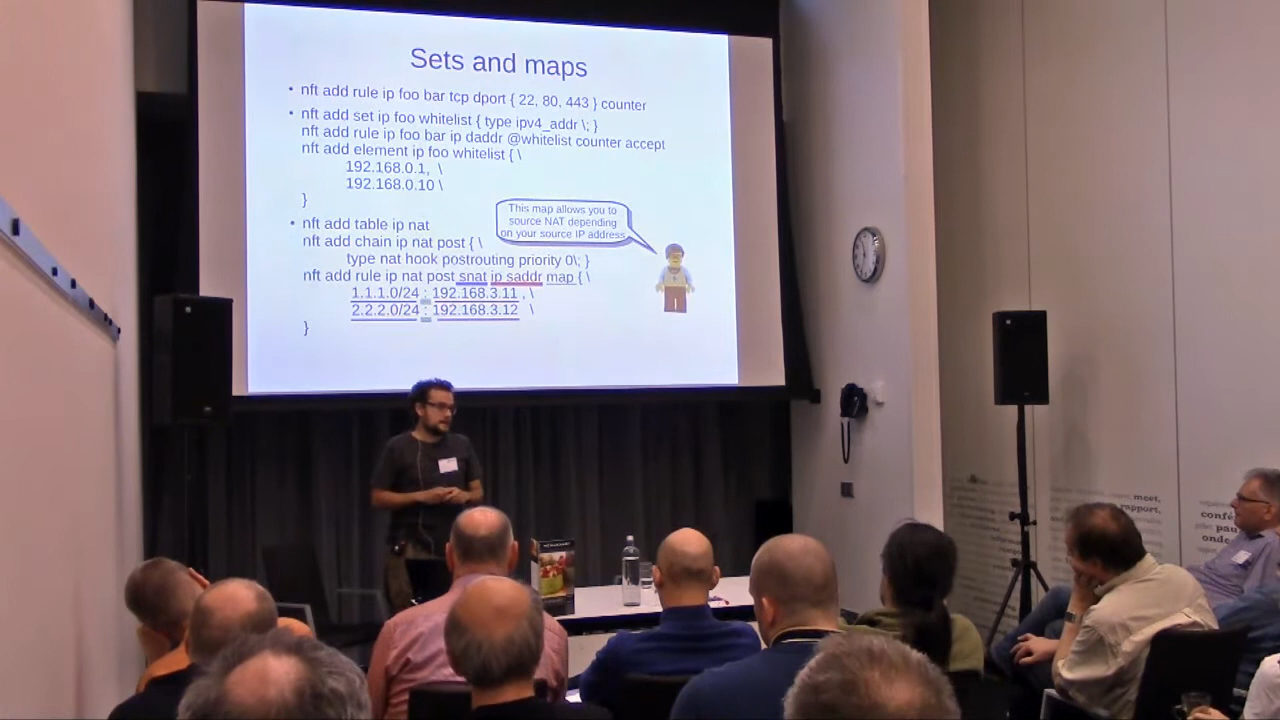 Sets and maps
• nft add rule ip foo bar tcp dport { 22, 80, 443 } counter
• nft add set ip foo whitelist { type ipv4_addr \; }
nft add rule ip foo bar ip daddr @whitelist counter accept
nft add element ip foo whitelist { \
192.168.0.1, \
192.168.0.10 \
}
• nft add table ip nat
nft add chain ip nat post { \
type nat hook postrouting priority 0\; }
nft add rule ip nat post snat ip saddr map { \
1.1.1.0/24 : 192.168.3.11 , \
2.2.2.0/24 : 192.168.3.12 \
}
This map allows you to
source NAT depending
on your source IP address
meet,
rapport,